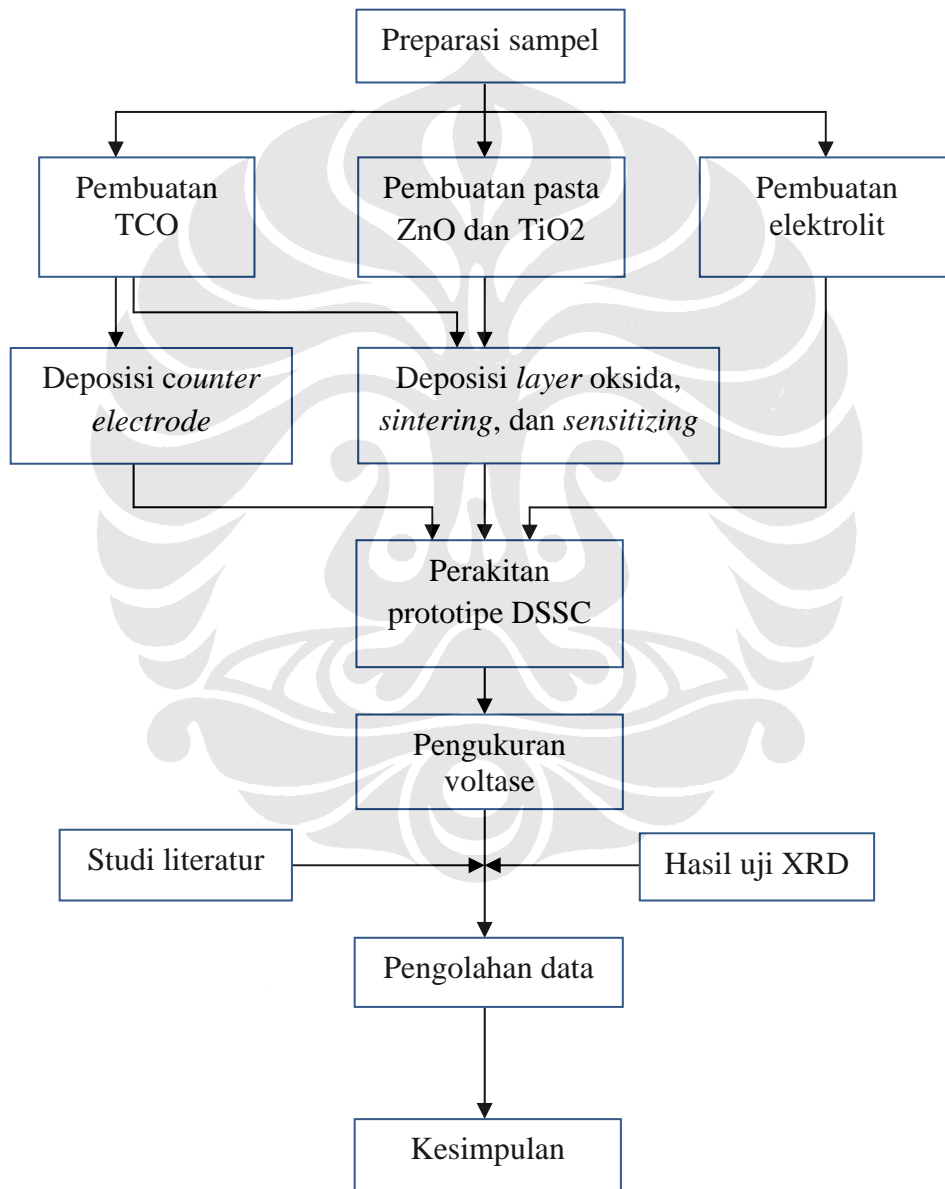 Preparasi sampel
Pembuatan
TCO
Pembuatan pasta
ZnO dan TiO2
Pembuatan
elektrolit
Deposisi counter
electrode
Deposisi layer oksida,
sintering, dan sensitizing
Perakitan
prototipe DSSC
Pengukuran
voltase
Studi literatur
Hasil uji XRD
Pengolahan data
Kesimpulan